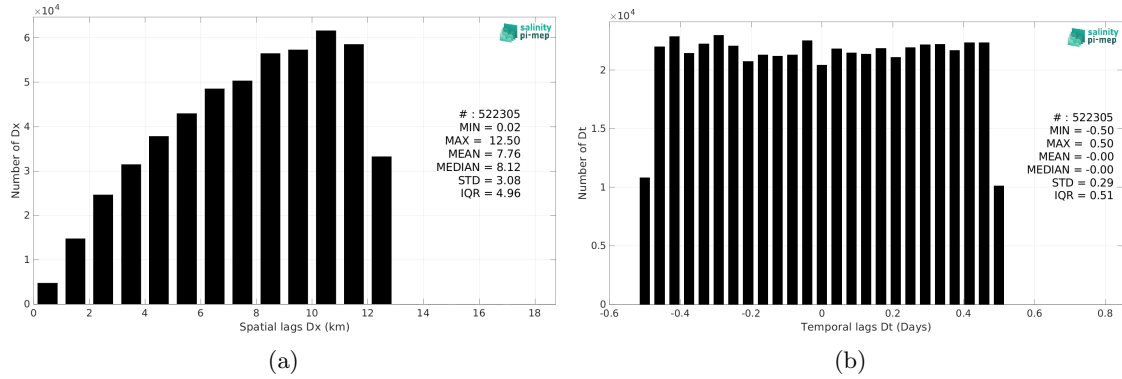 ×10⁴
6
5
4
3
2
1
0
Number of Dx
0 2 4 6 8 10 12 14 16 18
Spatial lags Dx (km)
salinity
pi-mep
# : 522305
MIN = 0.02
MAX = 12.50
MEAN = 7.76
MEDIAN = 8.12
STD = 3.08
IQR = 4.96
(a)
×10⁴
2
1.5
1
0.5
0
Number of Dt
-0.6 -0.4 -0.2 0 0.2 0.4 0.6 0.8
Temporal lags Dt (Days)
salinity
pi-mep
# : 522305
MIN = -0.50
MAX = 0.50
MEAN = -0.00
MEDIAN = -0.00
STD = 0.29
IQR = 0.51
(b)